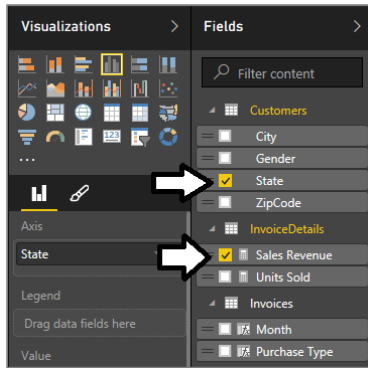 Visualizations >
Fields >
Filter content
Customers
City
Gender
State
ZipCode
InvoiceDetails
Sales Revenue
Units Sold
Invoices
Month
Purchase Type
123
...
Axis
State
Legend
Drag data fields here
Value